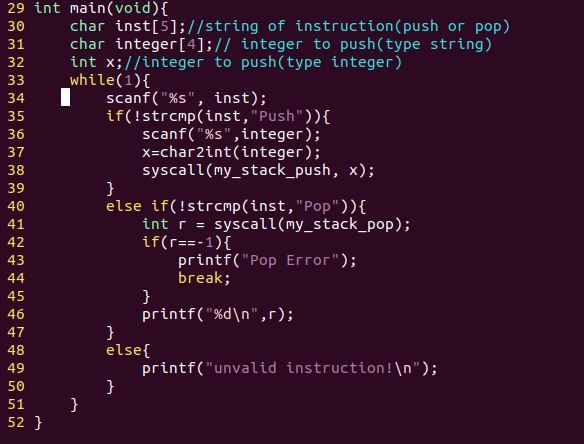 29 int main(void){
30     char inst[5];//string of instruction(push or pop)
31     char integer[4];// integer to push(type string)
32     int x;//integer to push(type integer)
33     while(1){
34         scanf("%s", inst);
35         if(!strcmp(inst,"Push")){
36             scanf("%s",integer);
37             x=char2int(integer);
38             syscall(my_stack_push, x);
39         }
40         else if(!strcmp(inst,"Pop")){
41             int r = syscall(my_stack_pop);
42             if(r==-1){
43                 printf("Pop Error");
44                 break;
45             }
46             printf("%d\n",r);
47         }
48         else{
49             printf("unvalid instruction!\n");
50         }
51     }
52 }